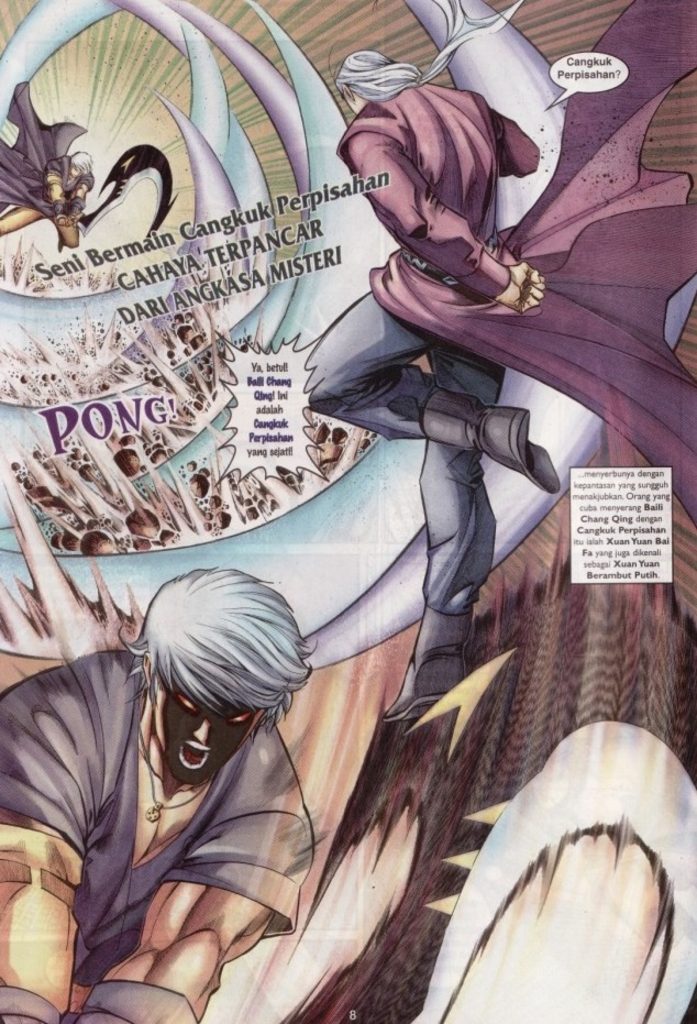 Cangkuk
Perpisahan?
Seni Bermain Cangkuk Perpisahan
CAHAYA TERPANCAR
DARI ANGKASA MISTERI
Ya, betul!
Baili Chang
Qing! Ini
adalah
Cangkuk
Perpisahan
yang sejati!
PONG!
...menyerbunya dengan
kepantasan yang sungguh
menakjubkan. Orang yang
cuba menyerang Baili
Chang Qing dengan
Cangkuk Perpisahan
itu ialah Xuan Yuan Bai
Fa yang juga dikenali
sebagai Xuan Yuan
Berambut Putih.
8